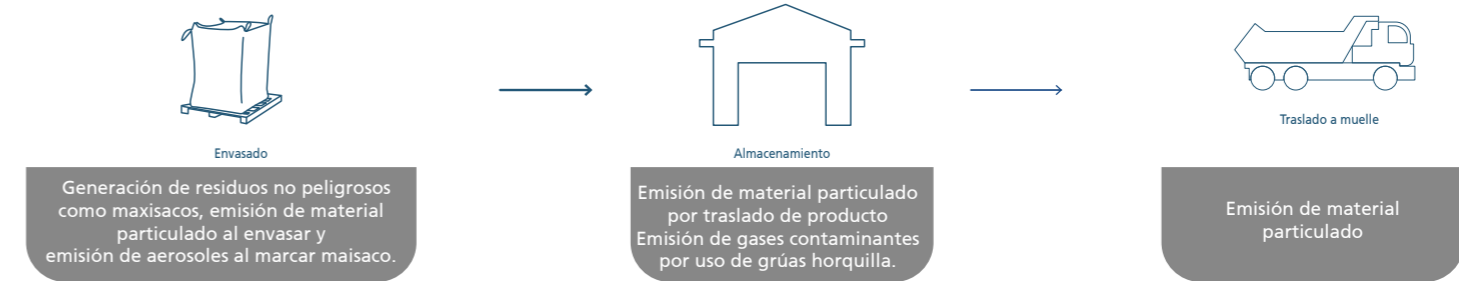 Envasado
Generación de residuos no peligrosos
como maxisacos, emisión de material
particulado al envasar y
emisión de aerosoles al marcar maisaco.
Almacenamiento
Emisión de material particulado
por traslado de producto
Emisión de gases contaminantes
por uso de grúas horquilla.
Traslado a muelle
Emisión de material
particulado